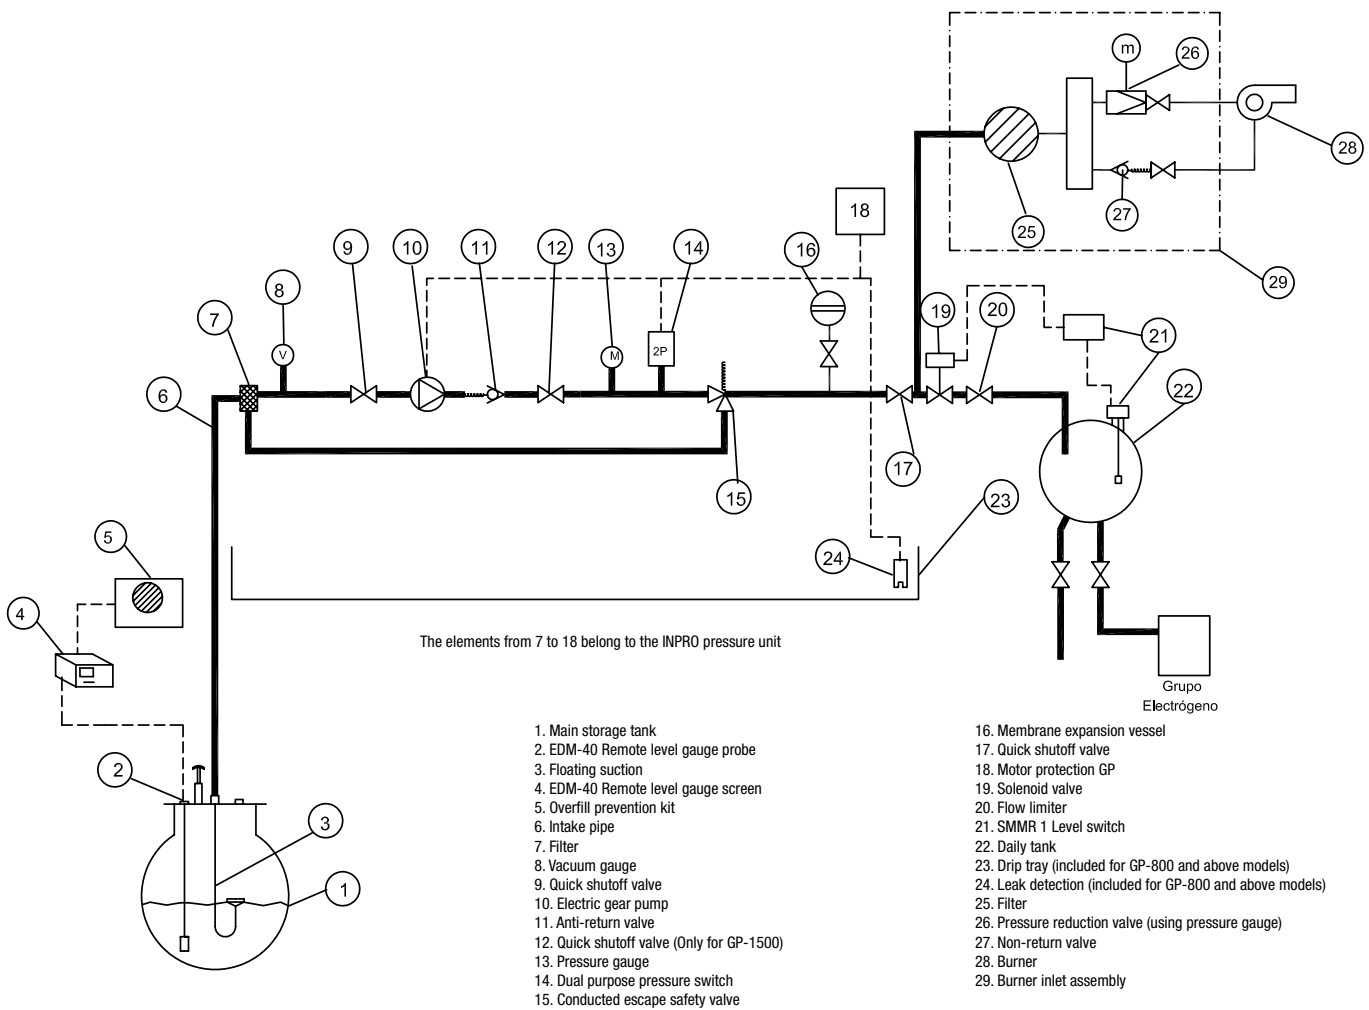 m
26
28
25
27
29
18
9
10
11
12
13
14
16
8
7
19
20
21
V
M
2P
6
22
17
15
23
5
24
4
The elements from 7 to 18 belong to the INPRO pressure unit
Grupo
Electrógeno
2
3
1
1. Main storage tank
2. EDM-40 Remote level gauge probe
3. Floating suction
4. EDM-40 Remote level gauge screen
5. Overfill prevention kit
6. Intake pipe
7. Filter
8. Vacuum gauge
9. Quick shutoff valve
10. Electric gear pump
11. Anti-return valve
12. Quick shutoff valve (Only for GP-1500)
13. Pressure gauge
14. Dual purpose pressure switch
15. Conducted escape safety valve
16. Membrane expansion vessel
17. Quick shutoff valve
18. Motor protection GP
19. Solenoid valve
20. Flow limiter
21. SMMR 1 Level switch
22. Daily tank
23. Drip tray (included for GP-800 and above models)
24. Leak detection (included for GP-800 and above models)
25. Filter
26. Pressure reduction valve (using pressure gauge)
27. Non-return valve
28. Burner
29. Burner inlet assembly